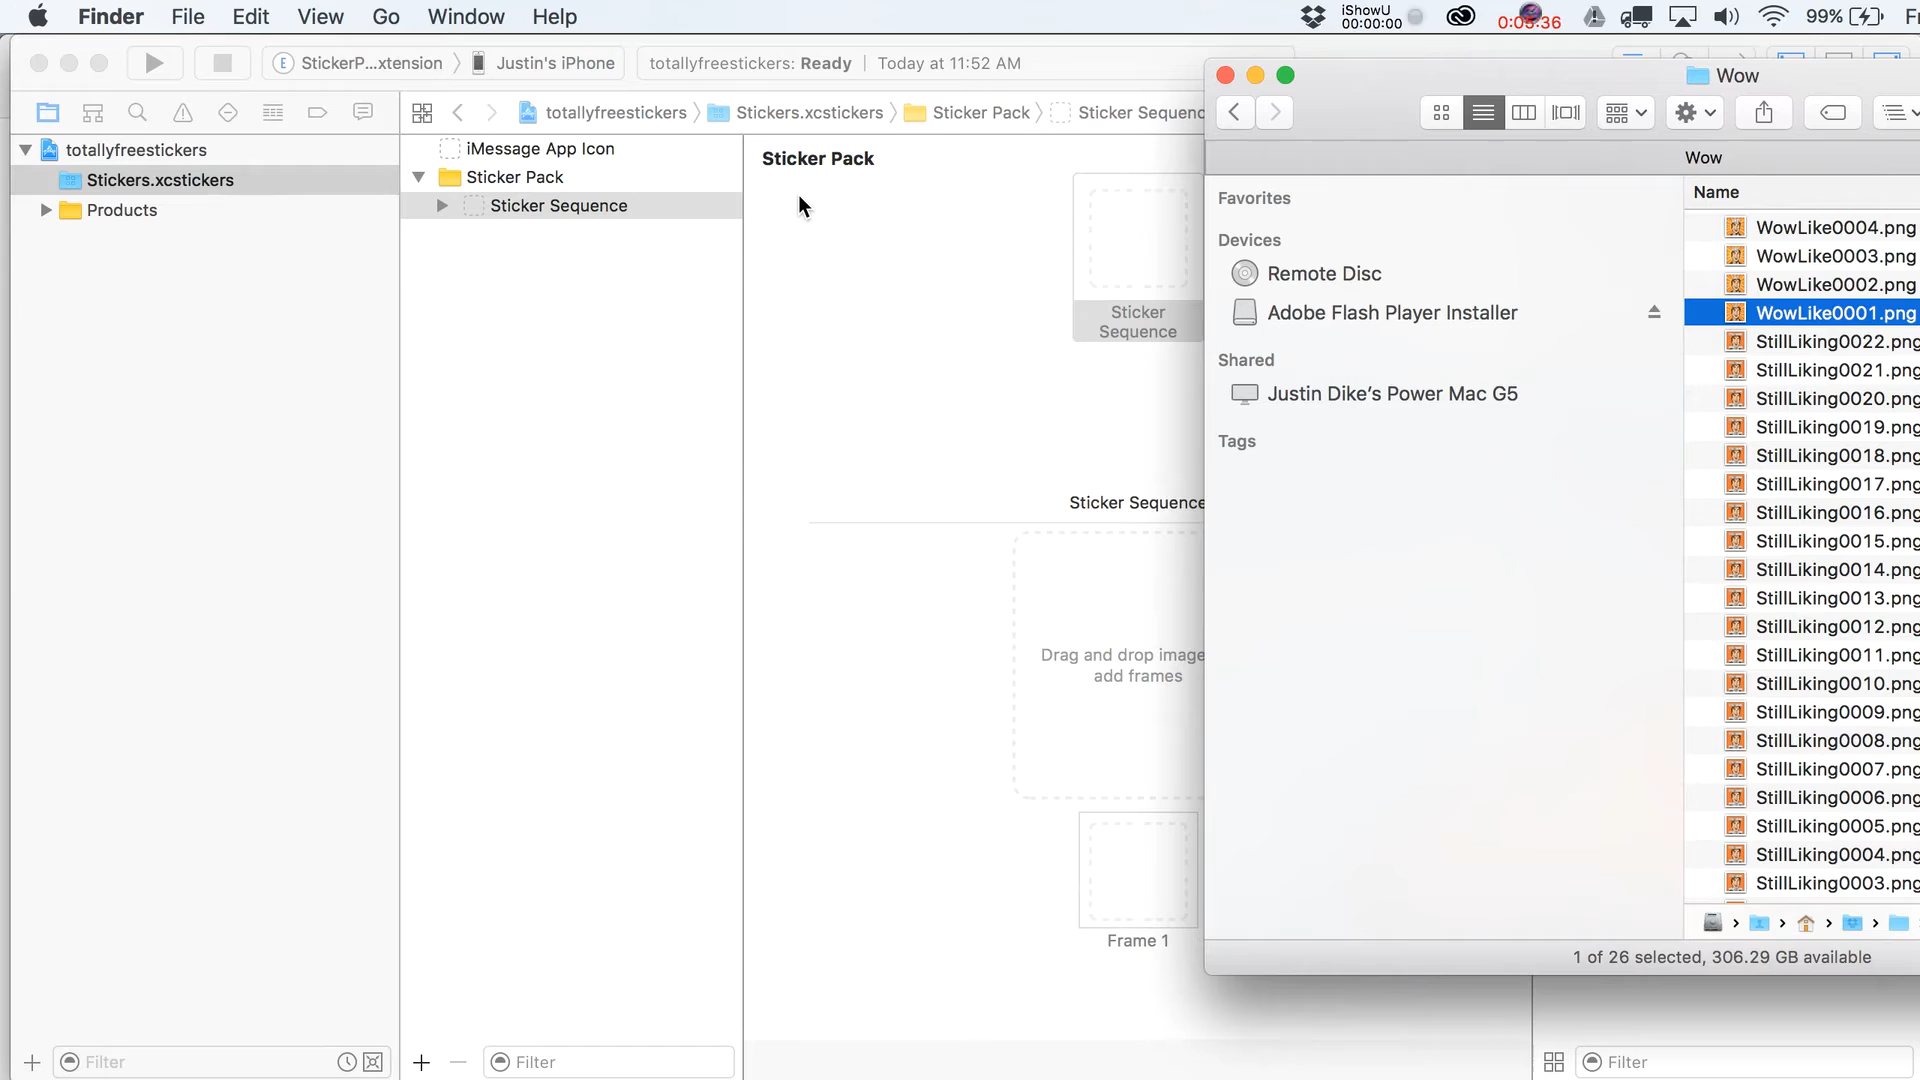 Finder File Edit View Go Window Help iShowU 00:00:00 0:05:36 99% Fr
StickerP...xtension Justin's iPhone totallyfreestickers: Ready | Today at 11:52 AM
Wow
totallyfreestickers Stickers.xcstickers Sticker Pack Sticker Sequenc
totallyfreestickers
Stickers.xcstickers
Products
iMessage App Icon
Sticker Pack
Sticker Sequence
Sticker Pack
Sticker
Sequence
Sticker Sequence
Drag and drop image
add frames
Frame 1
Wow
Favorites
Devices
Remote Disc
Adobe Flash Player Installer
Shared
Justin Dike's Power Mac G5
Tags
Name
WowLike0004.png
WowLike0003.png
WowLike0002.png
WowLike0001.png
StillLiking0022.png
StillLiking0021.png
StillLiking0020.png
StillLiking0019.png
StillLiking0018.png
StillLiking0017.png
StillLiking0016.png
StillLiking0015.png
StillLiking0014.png
StillLiking0013.png
StillLiking0012.png
StillLiking0011.png
StillLiking0010.png
StillLiking0009.png
StillLiking0008.png
StillLiking0007.png
StillLiking0006.png
StillLiking0005.png
StillLiking0004.png
StillLiking0003.png
1 of 26 selected, 306.29 GB available
Filter
Filter
Filter